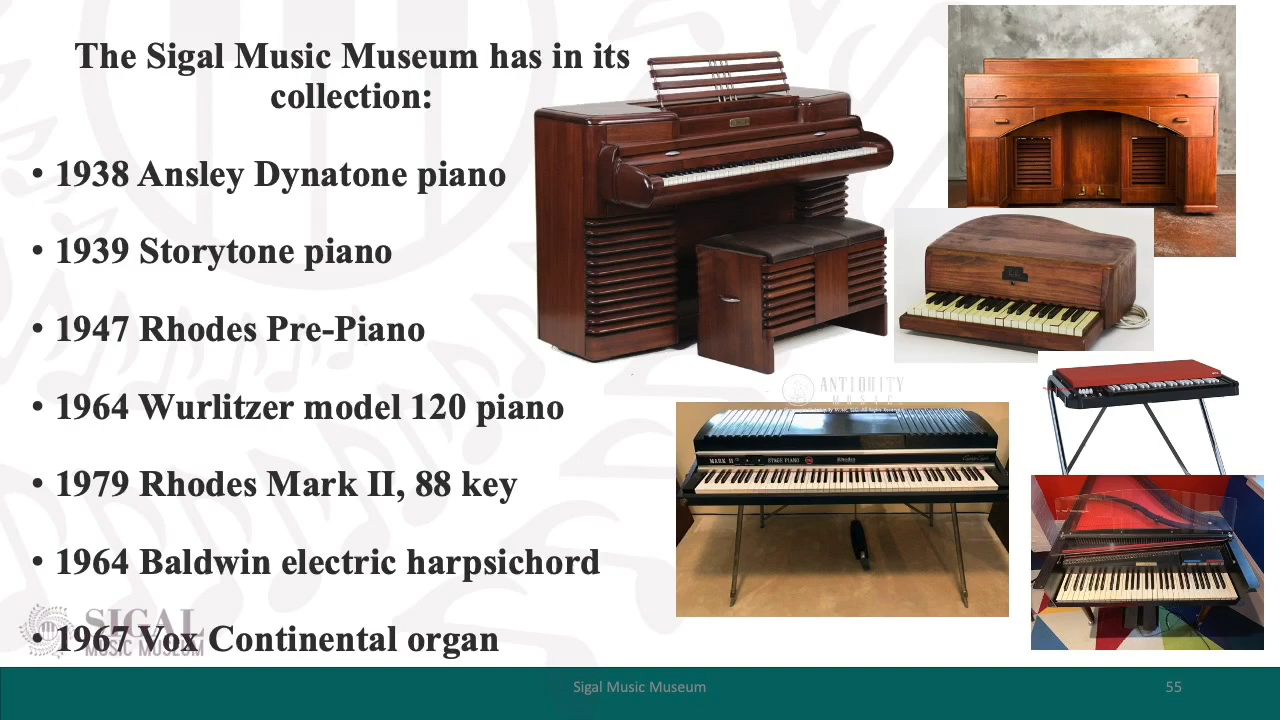 The Sigal Music Museum has in its
collection:
• 1938 Ansley Dynatone piano
• 1939 Storytone piano
• 1947 Rhodes Pre-Piano
• 1964 Wurlitzer model 120 piano
• 1979 Rhodes Mark II, 88 key
• 1964 Baldwin electric harpsichord
• 1967 Vox Continental organ
SIGAL
MUSIC MUSEUM
ANTIQUITY
MUSIC
MARK II
STAGE PIANO
Rhodes
Sigal Music Museum
55